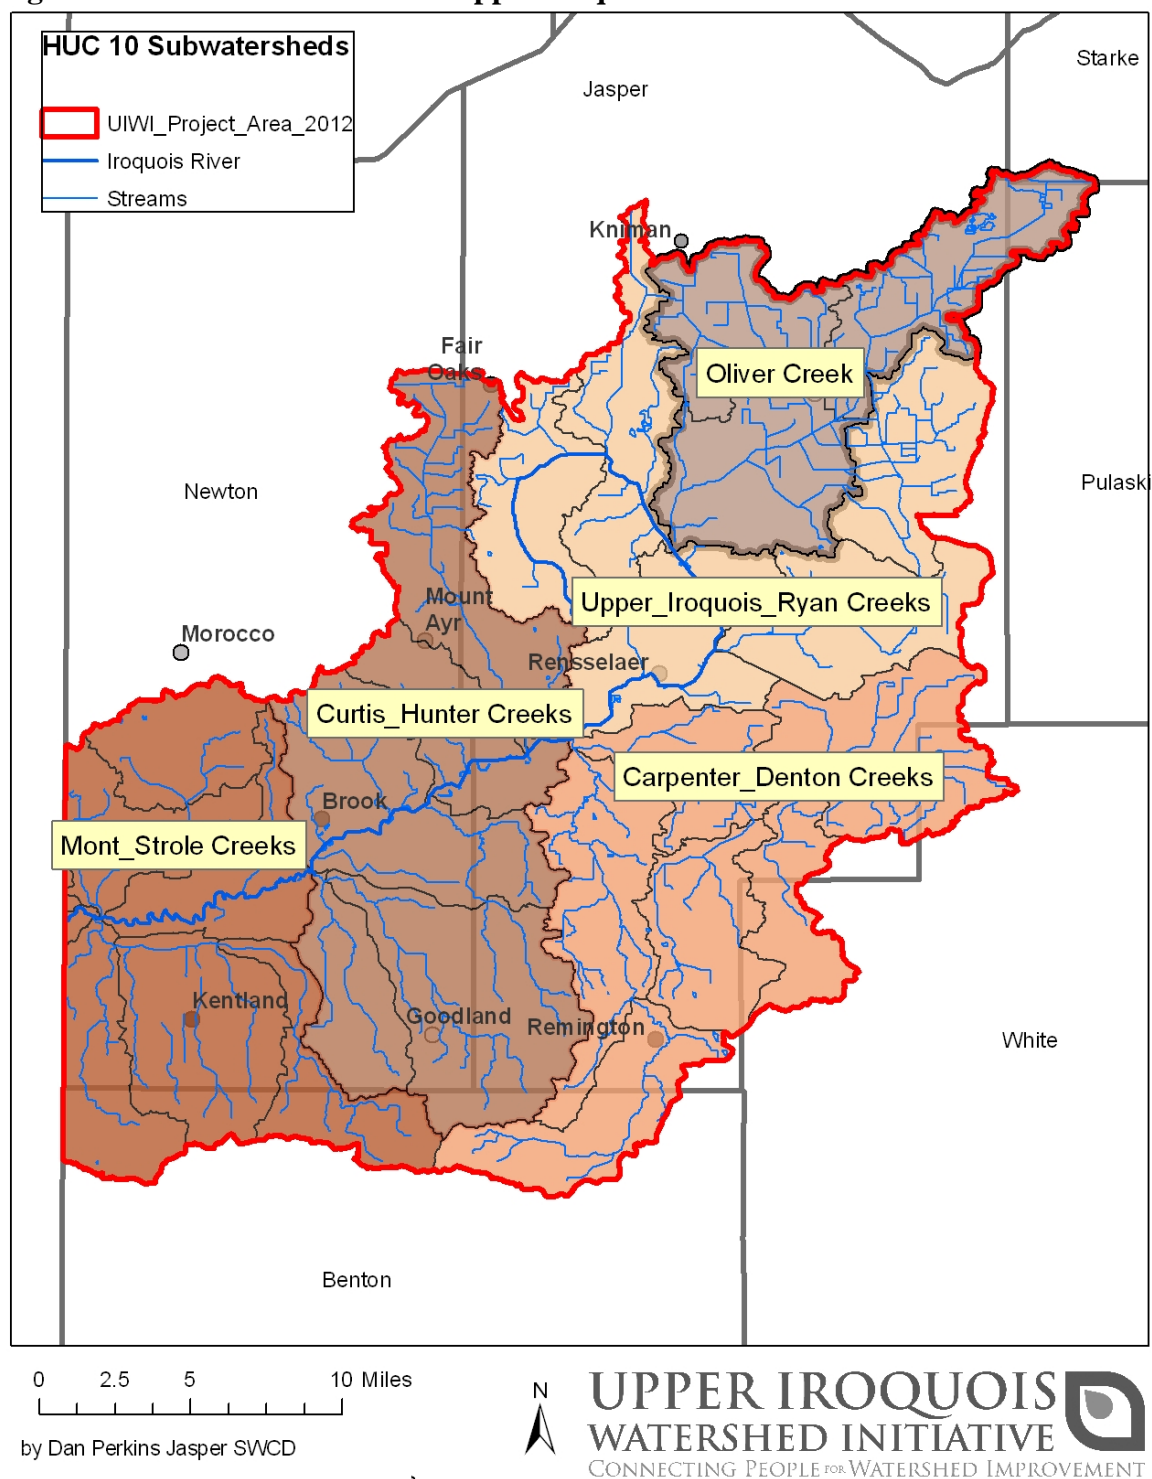 HUC 10 Subwatersheds
UIWI_Project_Area_2012
Iroquois River
Streams
Starke
Jasper
Kniman
Fair
Oaks
Oliver Creek
Newton
Pulaski
Mount
Ayr
Upper_Iroquois_Ryan Creeks
Morocco
Rensselaer
Curtis_Hunter Creeks
Carpenter_Denton Creeks
Brook
Mont_Strole Creeks
Kentland
Goodland
Remington
White
Benton
0 2.5 5 10 Miles
by Dan Perkins Jasper SWCD
N
UPPER IROQUOIS
WATERSHED INITIATIVE
CONNECTING PEOPLE FOR WATERSHED IMPROVEMENT